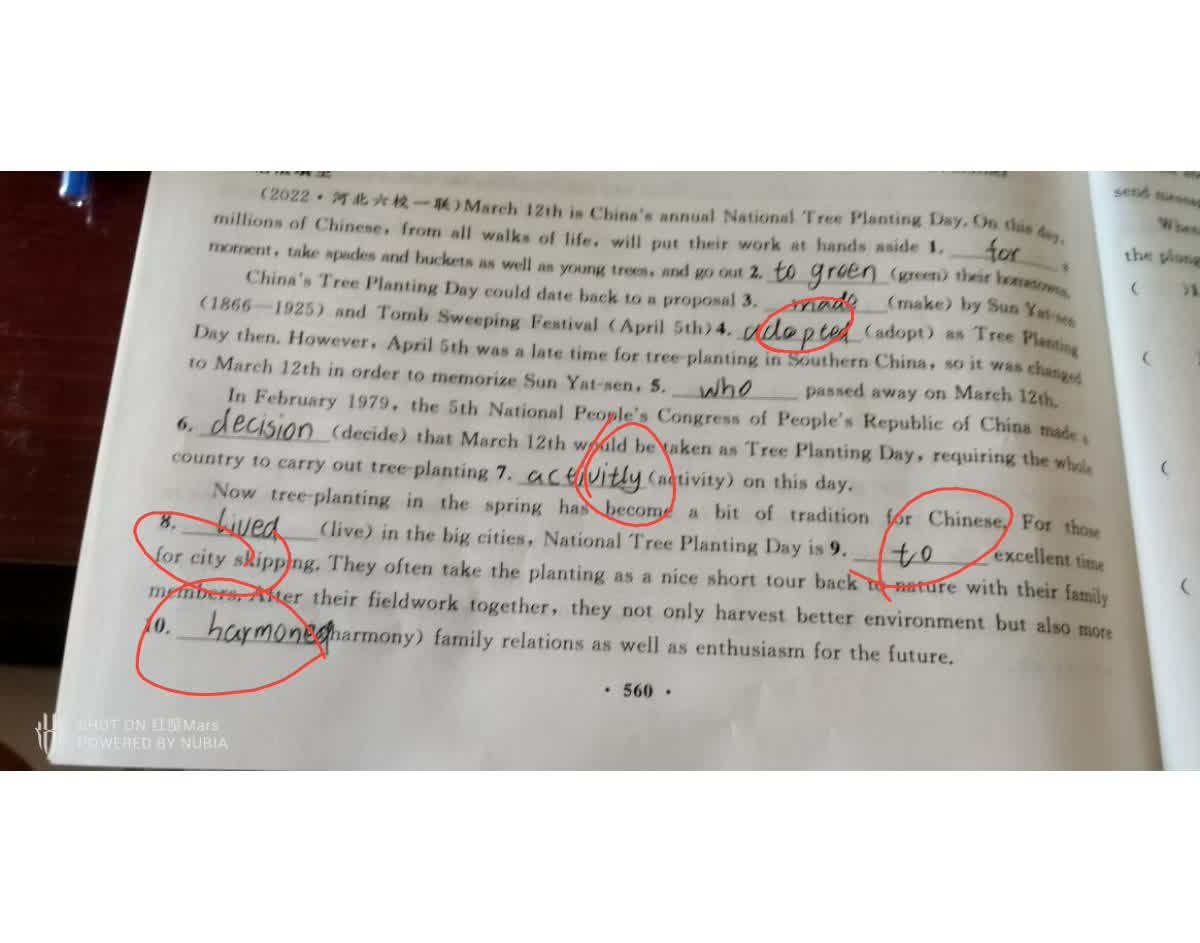 (2022·河北六校一联)March 12th is China's annual National Tree Planting Day. On this day,
send messag
millions of Chinese, from all walks of life, will put their work at hands aside 1. for a
When
moment, take spades and buckets as well as young trees, and go out 2. to green (green) their hometowns.
the plang
China's Tree Planting Day could date back to a proposal 3. made (make) by Sun Yat-sen
(1866—1925) and Tomb Sweeping Festival (April 5th) 4. adopted (adopt) as Tree Planting
Day then. However, April 5th was a late time for tree-planting in Southern China, so it was changed
to March 12th in order to memorize Sun Yat-sen, 5. who passed away on March 12th.
In February 1979, the 5th National People's Congress of People's Republic of China made a
6. decision (decide) that March 12th would be taken as Tree Planting Day, requiring the whole
country to carry out tree-planting 7. activitly (activity) on this day.
Now tree-planting in the spring has become a bit of tradition for Chinese. For those
8. Lived (live) in the big cities, National Tree Planting Day is 9. to excellent time
for city skipping. They often take the planting as a nice short tour back to nature with their family
members. After their fieldwork together, they not only harvest better environment but also more
10. harmoned (harmony) family relations as well as enthusiasm for the future.
· 560 ·
SHOT ON 红魔Mars
POWERED BY NUBIA